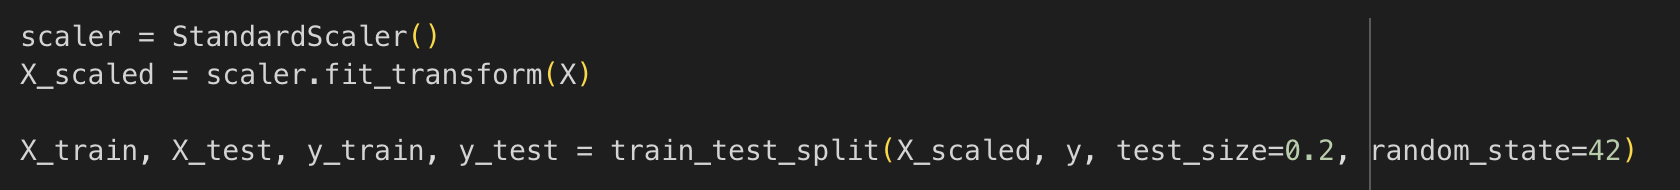 scaler = StandardScaler()
X_scaled = scaler.fit_transform(X)
X_train, X_test, y_train, y_test = train_test_split(X_scaled, y, test_size=0.2, random_state=42)